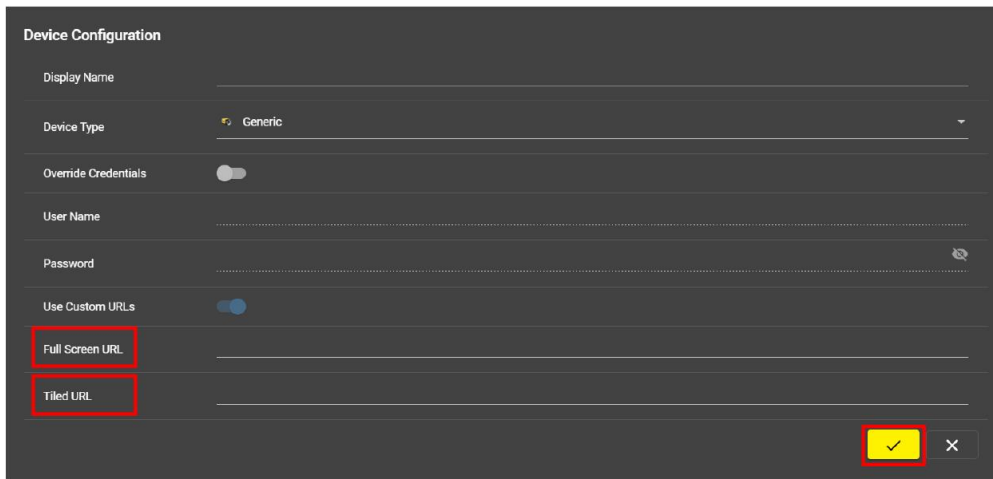 Device Configuration
Display Name
Device Type Generic
Override Credentials
User Name
Password
Use Custom URLs
Full Screen URL
Tiled URL